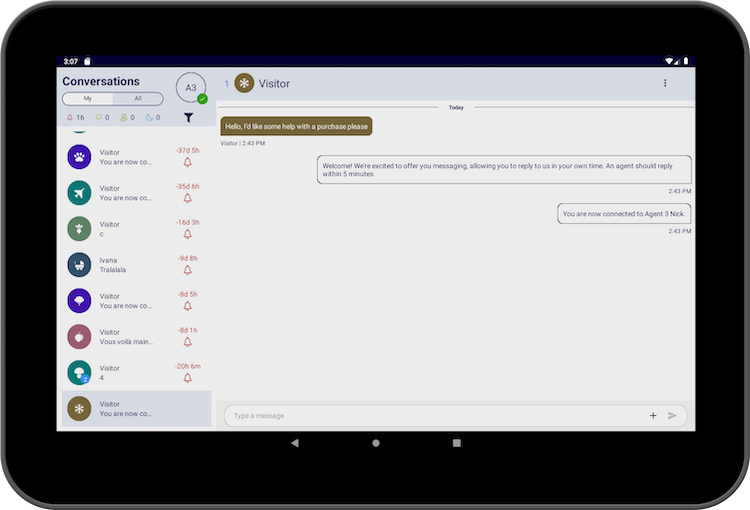 3:07
Conversations
A3
My
All
16
0
0
0
Visitor
-37d 5h
You are now co...
Visitor
-35d 6h
You are now co...
Visitor
-16d 3h
c
Ivana
-9d 8h
Tralalala
Visitor
-8d 5h
You are now co...
Visitor
-8d 1h
Vous voilà main...
Visitor
-20h 6m
4
2
Visitor
You are now co...
1
Visitor
Today
Hello, I'd like some help with a purchase please
Visitor | 2:43 PM
Welcome! We're excited to offer you messaging, allowing you to reply to us in your own time. An agent should reply
within 5 minutes
2:43 PM
You are now connected to Agent 3 Nick.
2:43 PM
Type a message